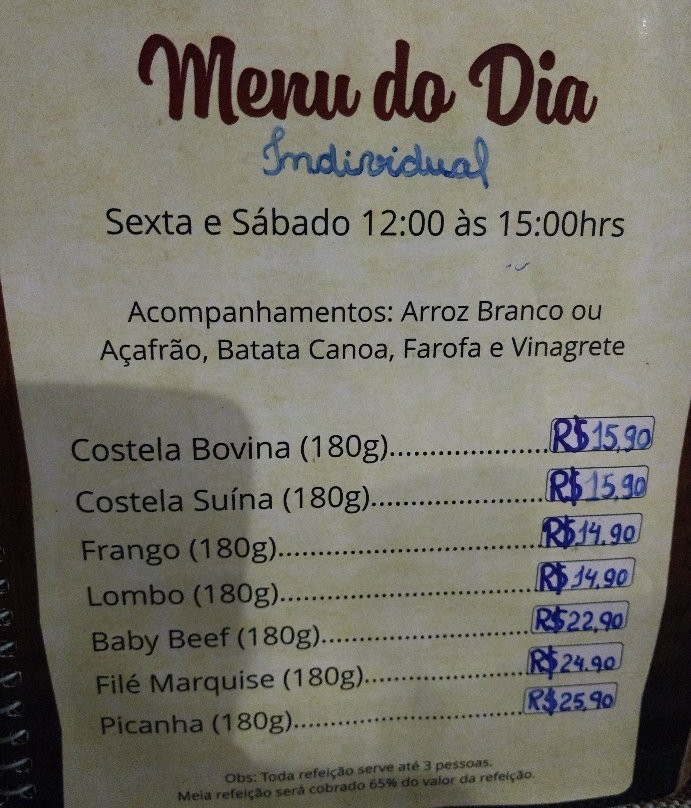 Menu do Dia
Individual
Sexta e Sábado 12:00 às 15:00hrs
Acompanhamentos: Arroz Branco ou
Açafrão, Batata Canoa, Farofa e Vinagrete
Costela Bovina (180g)....................R$15,90
Costela Suína (180g)......................R$15,90
Frango (180g)..................................R$14,90
Lombo (180g)..................................R$14,90
Baby Beef (180g)...........................R$22,90
Filé Marquise (180g).....................R$24,90
Picanha (180g)................................R$25,90
Obs: Toda refeição serve até 3 pessoas.
Meia refeição será cobrado 65% do valor da refeição.